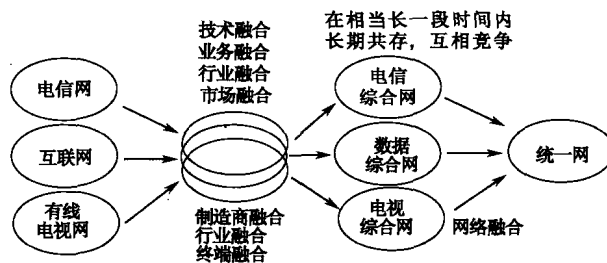 技术融合
业务融合
行业融合
市场融合
在相当长一段时间内
长期共存，互相竞争
电信网
互联网
有线
电视网
制造商融合
行业融合
终端融合
电信
综合网
数据
综合网
电视
综合网
统一网
网络融合